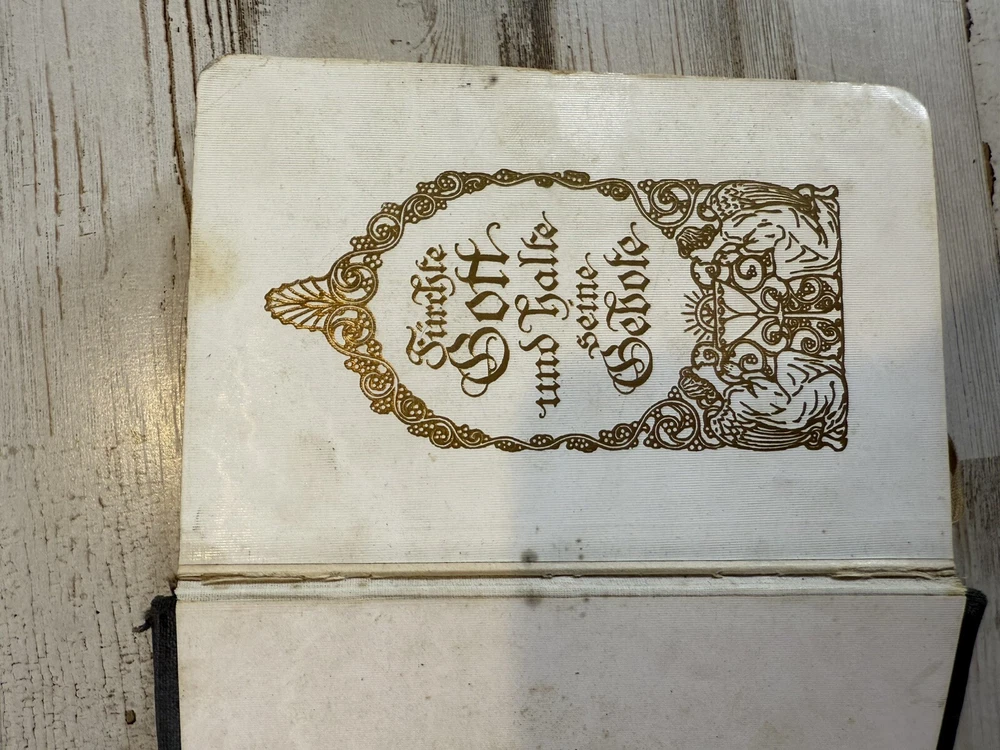 Fürchte
Gott
und halte
seine
Gebote